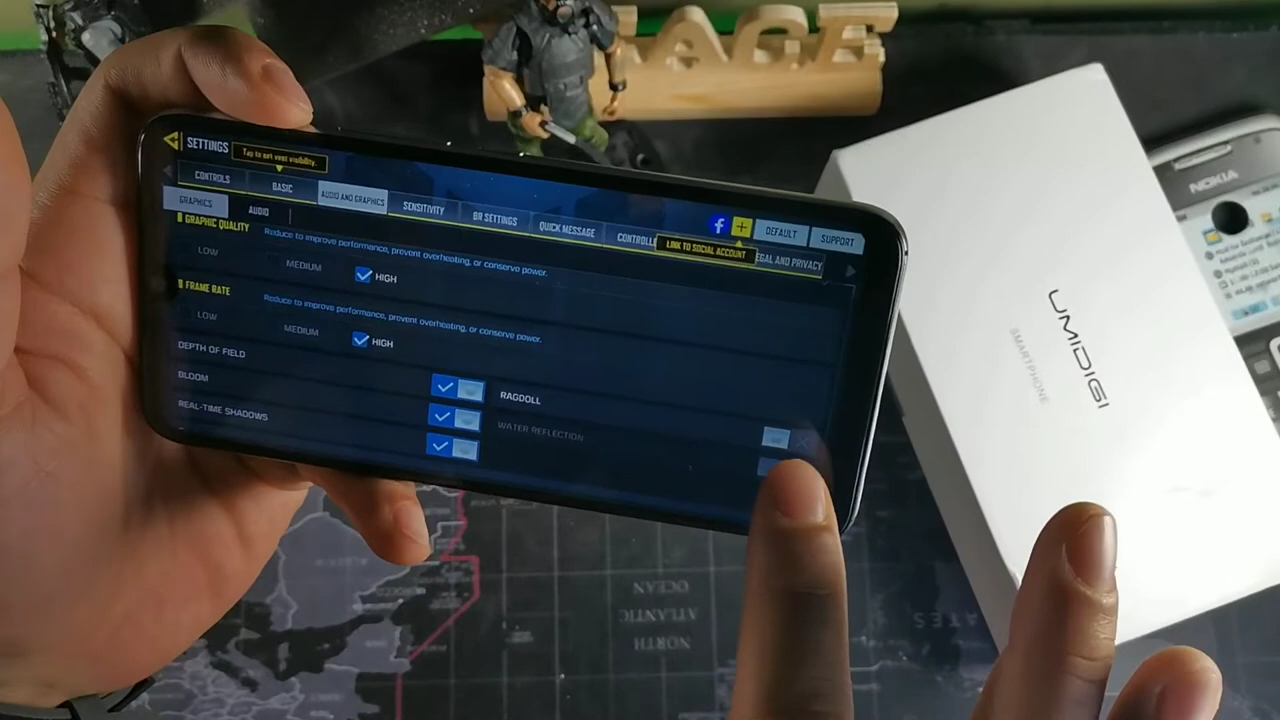 ACE
SETTINGS
Tap to set vest visibility.
CONTROLS
BASIC
AUDIO AND GRAPHICS
SENSITIVITY
BR SETTINGS
QUICK MESSAGE
CONTROLL
LEGAL AND PRIVACY
f
+
DEFAULT
SUPPORT
LINK TO SOCIAL ACCOUNT
GRAPHICS
AUDIO
GRAPHIC QUALITY
Reduce to improve performance, prevent overheating, or conserve power.
LOW
MEDIUM
HIGH
FRAME RATE
Reduce to improve performance, prevent overheating, or conserve power.
LOW
MEDIUM
HIGH
DEPTH OF FIELD
BLOOM
RAGDOLL
REAL-TIME SHADOWS
WATER REFLECTION
UMIDIGI
SMARTPHONE
NOKIA
NORTH
ATLANTIC
OCEAN